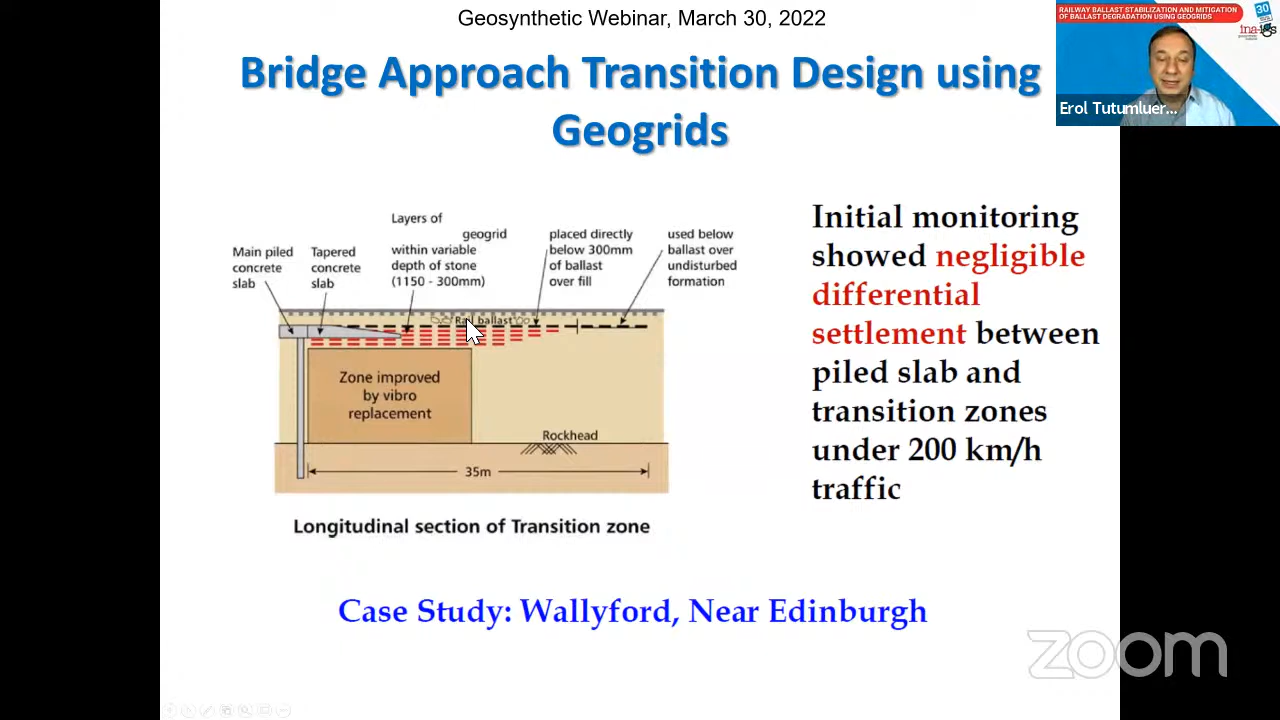 Geosynthetic Webinar, March 30, 2022
RAILWAY BALLAST STABILIZATION AND MITIGATION
OF BALLAST DEGRADATION USING GEOGRIDS
30
Erol Tutumluer...
Bridge Approach Transition Design using
Geogrids
Main piled
concrete
slab
Tapered
concrete
slab
Layers of
geogrid
within variable
depth of stone
(1150 - 300mm)
placed directly
below 300mm
of ballast
over fill
used below
ballast over
undisturbed
formation
Rail ballast
Zone improved
by vibro
replacement
Rockhead
35m
Longitudinal section of Transition zone
Initial monitoring
showed negligible
differential
settlement between
piled slab and
transition zones
under 200 km/h
traffic
Case Study: Wallyford, Near Edinburgh
zoom